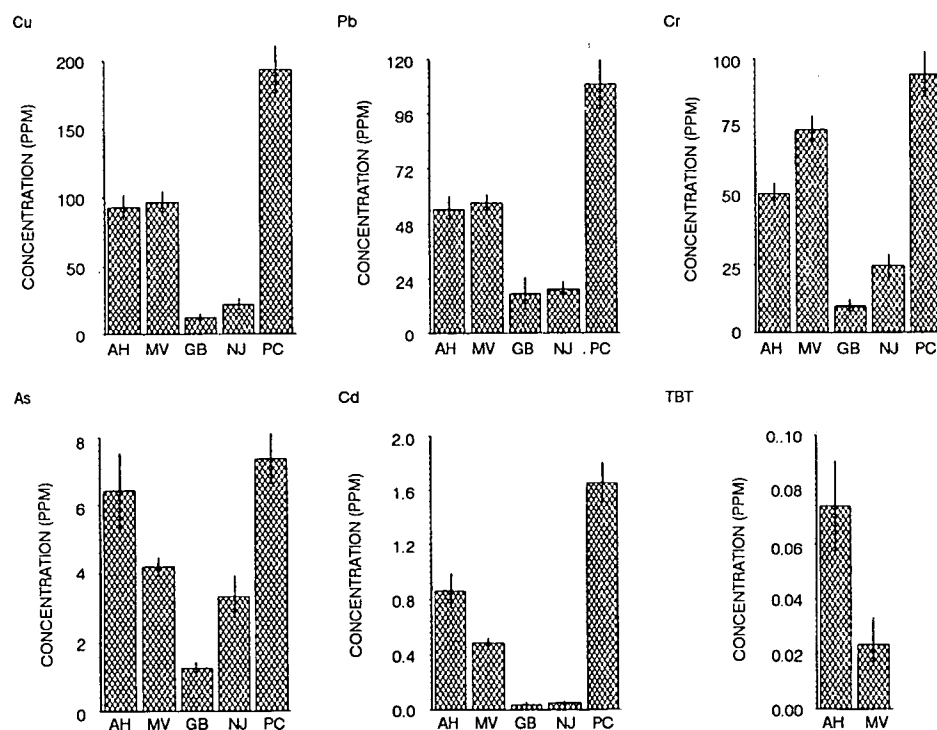 Cu
Pb
Cr
CONCENTRATION (PPM)
200
150
100
50
0
AH MV GB NJ PC
CONCENTRATION (PPM)
120
96
72
48
24
0
AH MV GB NJ . PC
CONCENTRATION (PPM)
100
75
50
25
0
AH MV GB NJ PC
As
Cd
TBT
CONCENTRATION (PPM)
8
6
4
2
0
AH MV GB NJ PC
CONCENTRATION (PPM)
2.0
1.6
1.2
0.8
0.4
0.0
AH MV GB NJ PC
CONCENTRATION (PPM)
0..10
0.08
0.06
0.04
0.02
0.00
AH MV